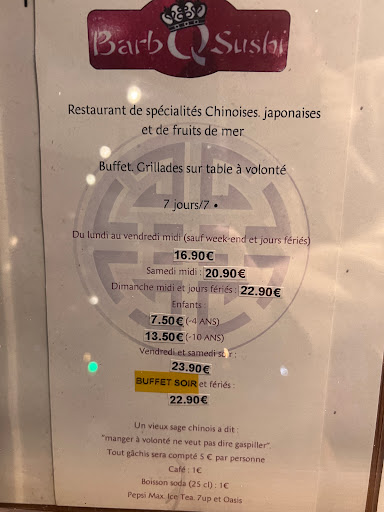 Barb Q Sushi
Restaurant de spécialités Chinoises. japonaises
et de fruits de mer
Buffet. Grillades sur table à volonté
7 jours/7 •
Du lundi au vendredi midi (sauf week-end et jours fériés)
16.90€
Samedi midi : 20.90€
Dimanche midi et jours fériés : 22.90€
Enfants :
7.50€ (-4 ANS)
13.50€ (-10 ANS)
Vendredi et samedi soir :
23.90€
BUFFET SOIR et fériés :
22.90€
Un vieux sage chinois a dit :
"manger à volonté ne veut pas dire gaspiller".
Tout gâchis sera compté 5 € par personne
Café : 1€
Boisson soda (25 cl) : 1€
Pepsi Max. Ice Tea. 7up et Oasis